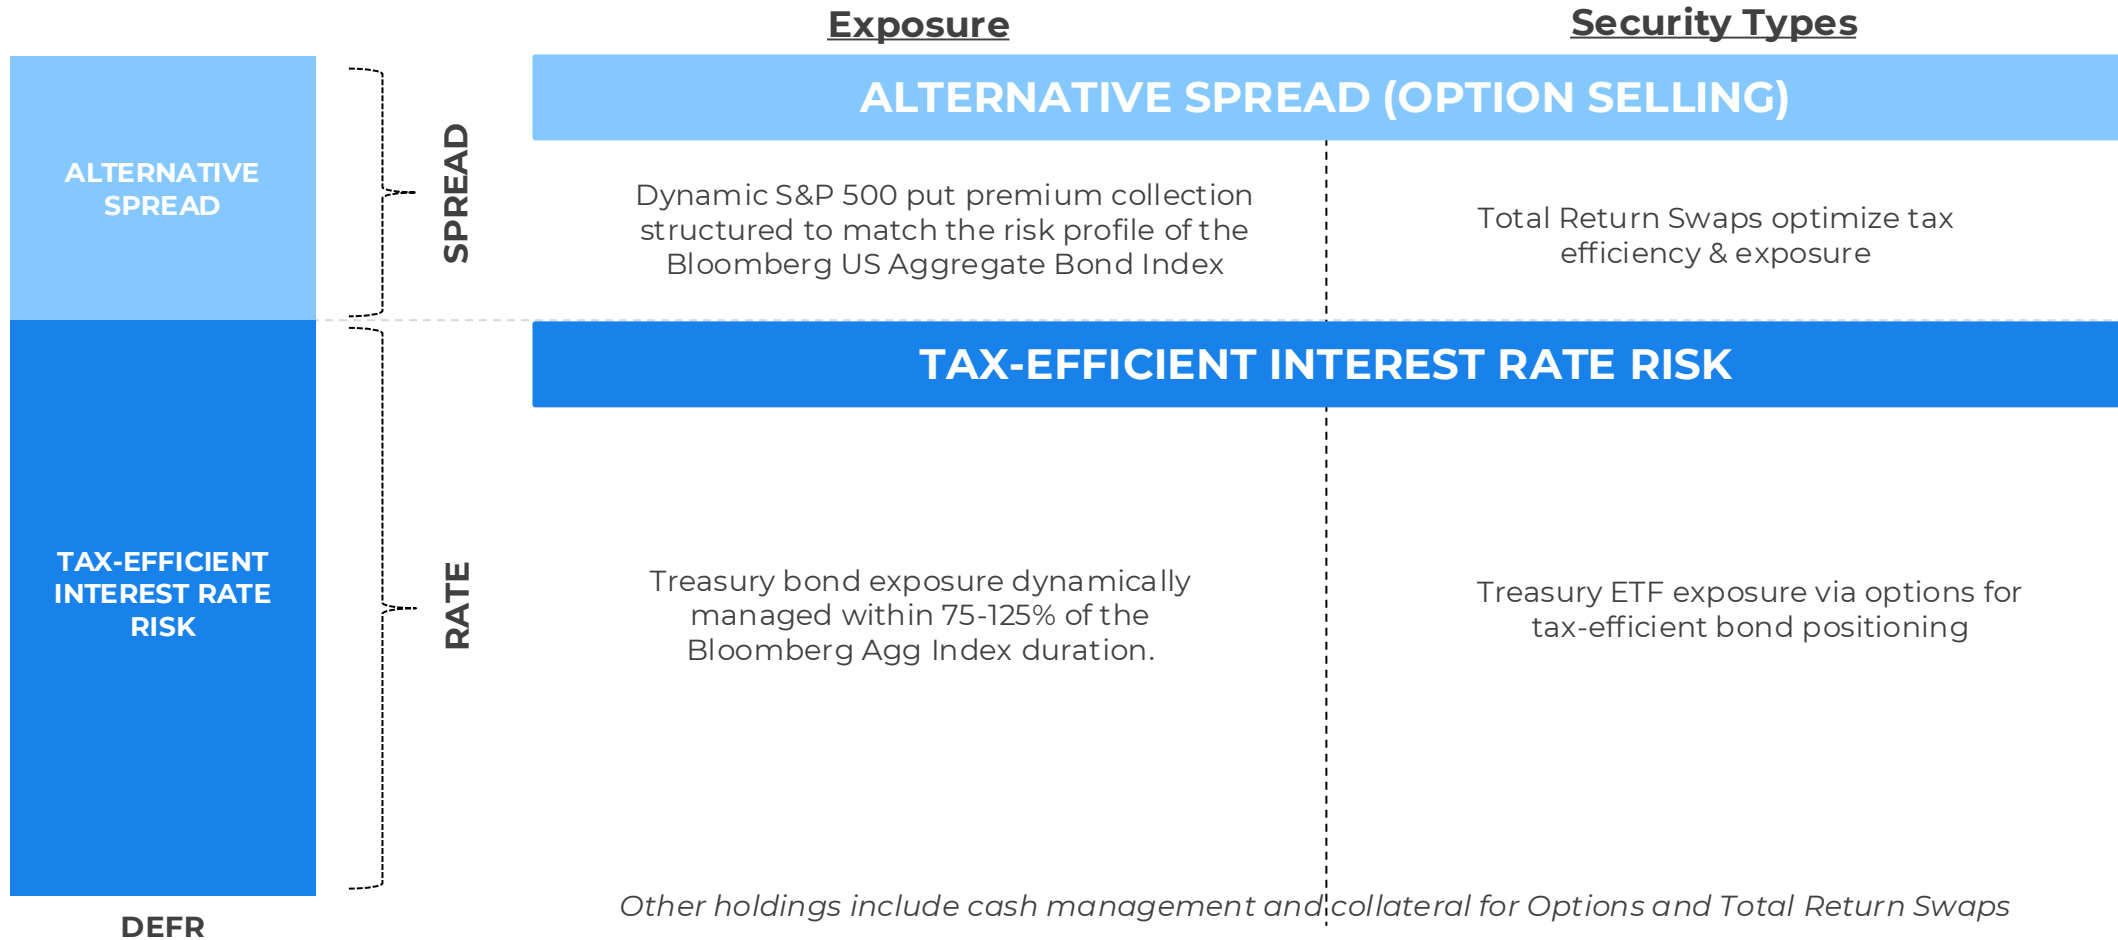 Exposure
Security Types
ALTERNATIVE
SPREAD
SPREAD
ALTERNATIVE SPREAD (OPTION SELLING)
Dynamic S&P 500 put premium collection
structured to match the risk profile of the
Bloomberg US Aggregate Bond Index
Total Return Swaps optimize tax
efficiency & exposure
TAX-EFFICIENT
INTEREST RATE
RISK
RATE
TAX-EFFICIENT INTEREST RATE RISK
Treasury bond exposure dynamically
managed within 75-125% of the
Bloomberg Agg Index duration.
Treasury ETF exposure via options for
tax-efficient bond positioning
DEFR
Other holdings include cash management and collateral for Options and Total Return Swaps